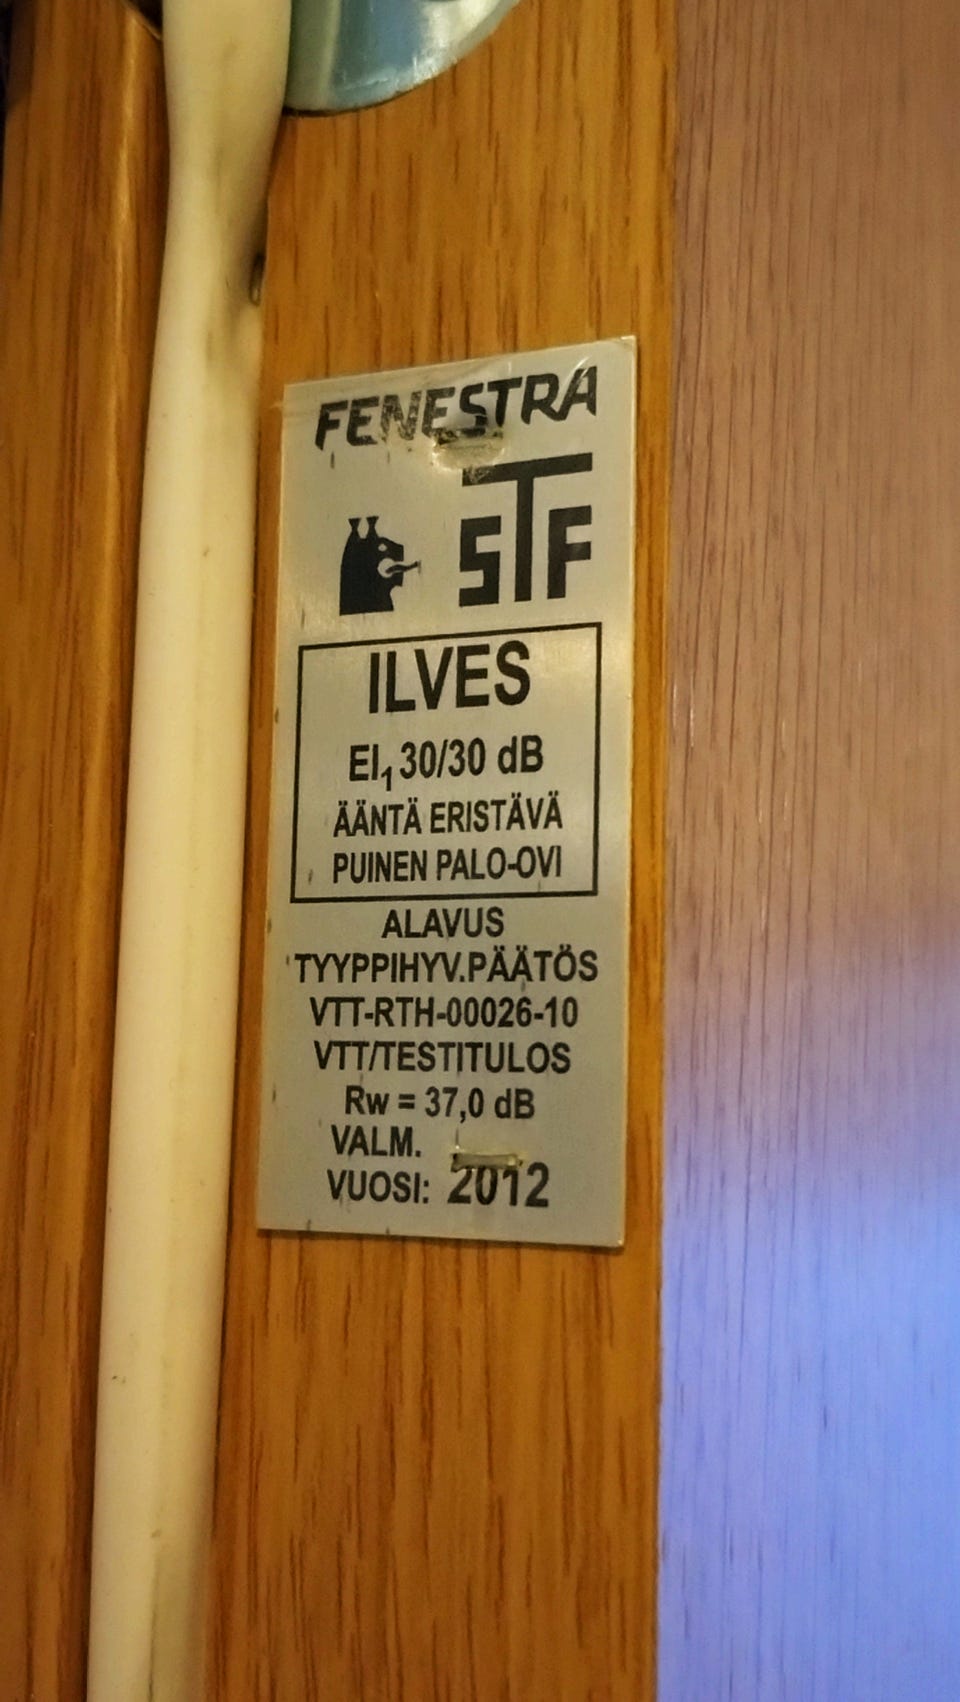 FENESTRA
STF
ILVES
EI₁ 30/30 dB
ÄÄNTÄ ERISTÄVÄ
PUINEN PALO-OVI
ALAVUS
TYYPPIHYV.PÄÄTÖS
VTT-RTH-00026-10
VTT/TESTITULOS
Rw = 37,0 dB
VALM.
VUOSI: 2012